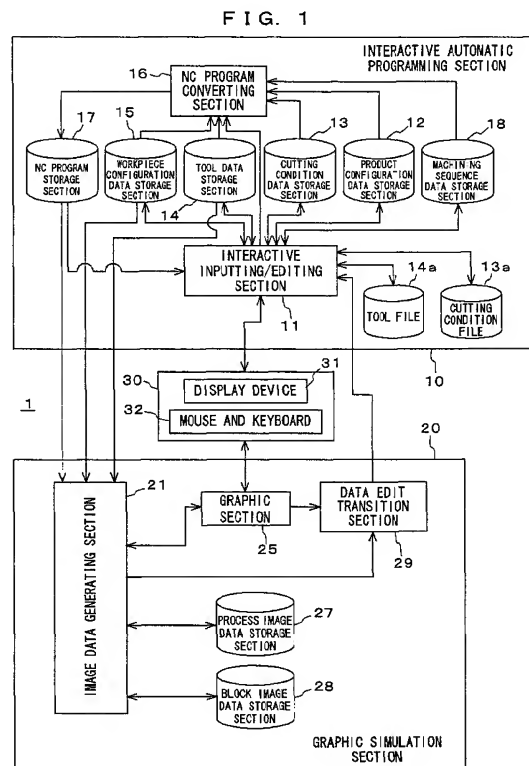 FIG. 1
INTERACTIVE AUTOMATIC
PROGRAMMING SECTION
16
NC PROGRAM
CONVERTING
SECTION
17
15
13
12
18
NC PROGRAM
STORAGE
SECTION
WORKPIECE
CONFIGURATION
DATA STORAGE
SECTION
TOOL DATA
STORAGE
SECTION
14
CUTTING
CONDITION
DATA STORAGE
SECTION
PRODUCT
CONFIGURATION
DATA STORAGE
SECTION
MACHINING
SEQUENCE
DATA STORAGE
SECTION
INTERACTIVE
INPUTTING/EDITING
SECTION
11
14a
TOOL FILE
13a
CUTTING
CONDITION
FILE
10
30
31
DISPLAY DEVICE
32
MOUSE AND KEYBOARD
1
20
21
IMAGE DATA GENERATING SECTION
GRAPHIC
SECTION
25
DATA EDIT
TRANSITION
SECTION
29
PROCESS IMAGE
DATA STORAGE
SECTION
27
BLOCK IMAGE
DATA STORAGE
SECTION
28
GRAPHIC SIMULATION
SECTION